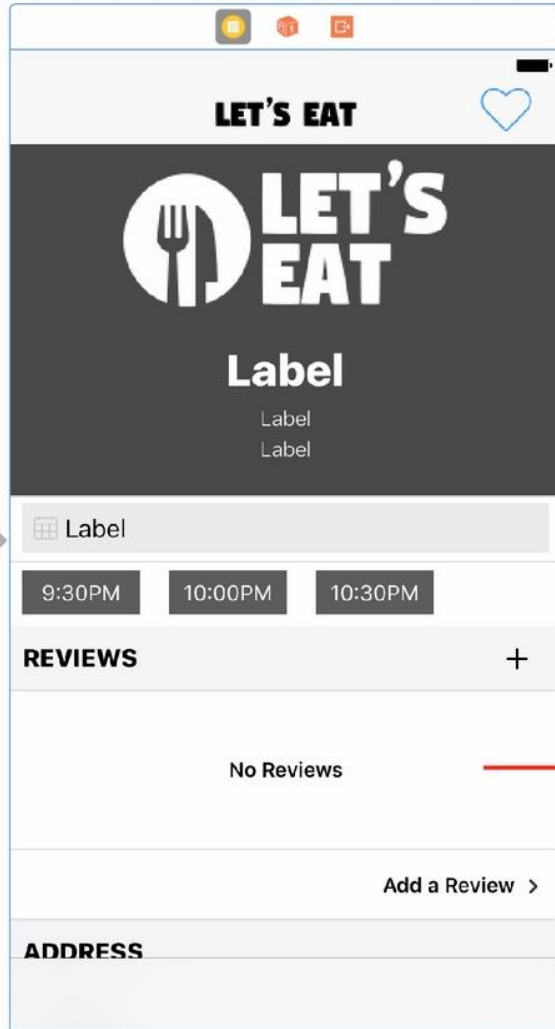 LET'S EAT
LET'S
EAT
Label
Label
Label
Label
9:30PM 10:00PM 10:30PM
REVIEWS +
No Reviews
Add a Review >
ADDRESS